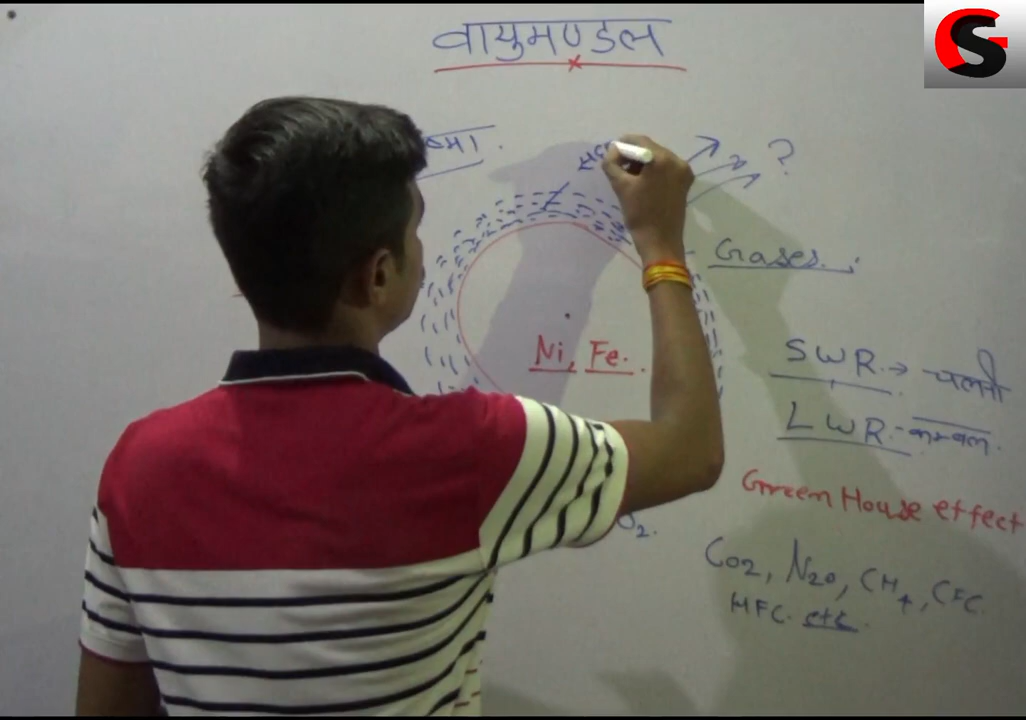 वायुमण्डल
?
Gases
Ni, Fe.
SWR. → चलनी
LWR. - कम्बल.
Green House effect
CO2, N2O, CH4, CFC.
HFC. etc.